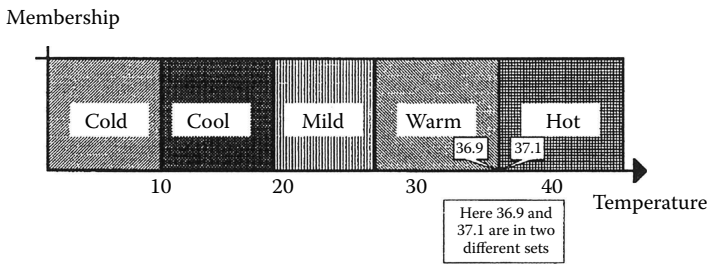 Membership
Cold Cool Mild Warm Hot
36.9 37.1
10 20 30 40
Temperature
Here 36.9 and
37.1 are in two
different sets